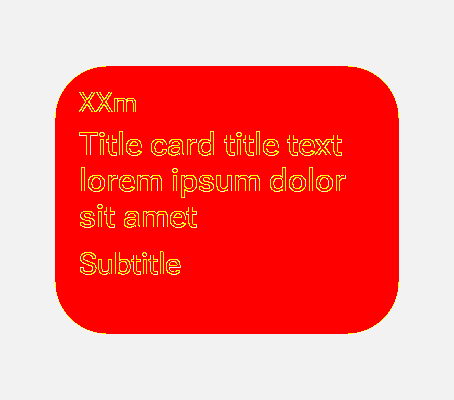 XXm
Title card title text
lorem ipsum dolor
sit amet
Subtitle